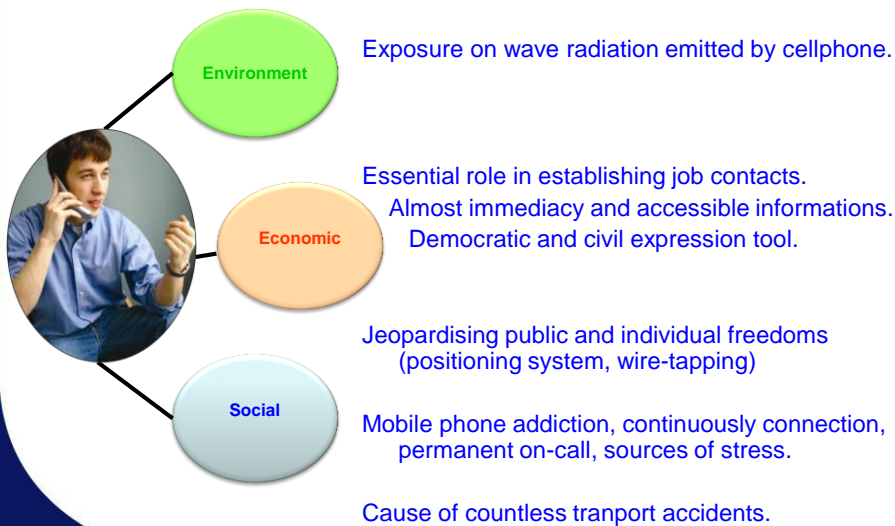 Environment
Exposure on wave radiation emitted by cellphone.
Essential role in establishing job contacts.
Almost immediacy and accessible informations.
Economic
Democratic and civil expression tool.
Jeopardising public and individual freedoms
(positioning system, wire-tapping)
Social
Mobile phone addiction, continuously connection,
permanent on-call, sources of stress.
Cause of countless tranport accidents.